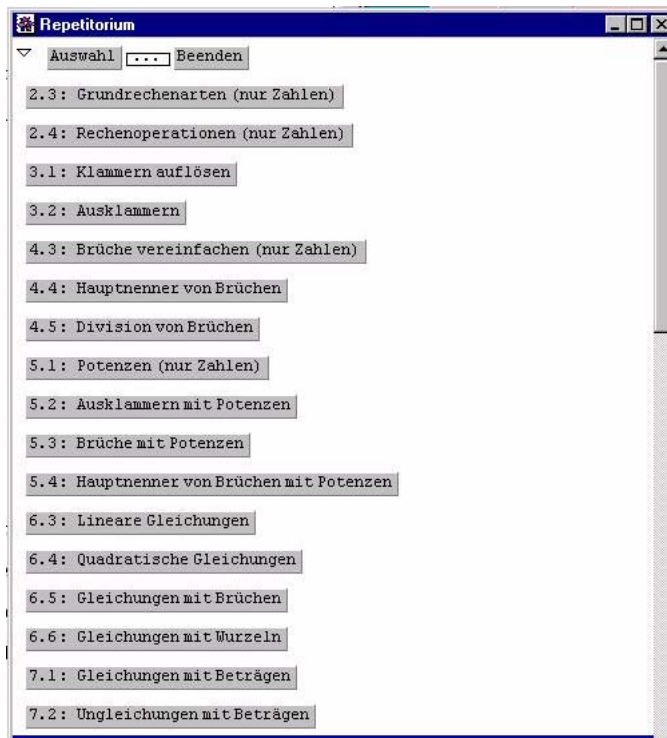 Repetitorium
Auswahl ... Beenden
2.3: Grundrechenarten (nur Zahlen)
2.4: Rechenoperationen (nur Zahlen)
3.1: Klammern auflösen
3.2: Ausklammern
4.3: Brüche vereinfachen (nur Zahlen)
4.4: Hauptnenner von Brüchen
4.5: Division von Brüchen
5.1: Potenzen (nur Zahlen)
5.2: Ausklammern mit Potenzen
5.3: Brüche mit Potenzen
5.4: Hauptnenner von Brüchen mit Potenzen
6.3: Lineare Gleichungen
6.4: Quadratische Gleichungen
6.5: Gleichungen mit Brüchen
6.6: Gleichungen mit Wurzeln
7.1: Gleichungen mit Beträgen
7.2: Ungleichungen mit Beträgen